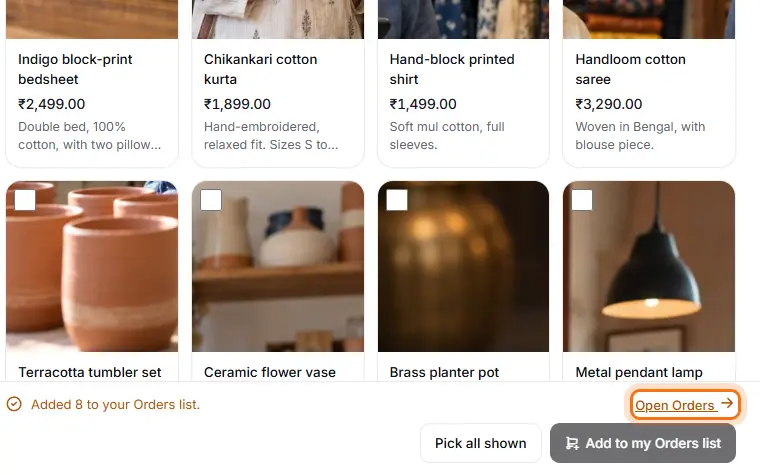 Indigo block-print
bedsheet
₹2,499.00
Double bed, 100%
cotton, with two pillow...
Chikankari cotton
kurta
₹1,899.00
Hand-embroidered,
relaxed fit. Sizes S to...
Hand-block printed
shirt
₹1,499.00
Soft mul cotton, full
sleeves.
Handloom cotton
saree
₹3,290.00
Woven in Bengal, with
blouse piece.
Terracotta tumbler set
Ceramic flower vase
Brass planter pot
Metal pendant lamp
Added 8 to your Orders list.
Open Orders →
Pick all shown
Add to my Orders list